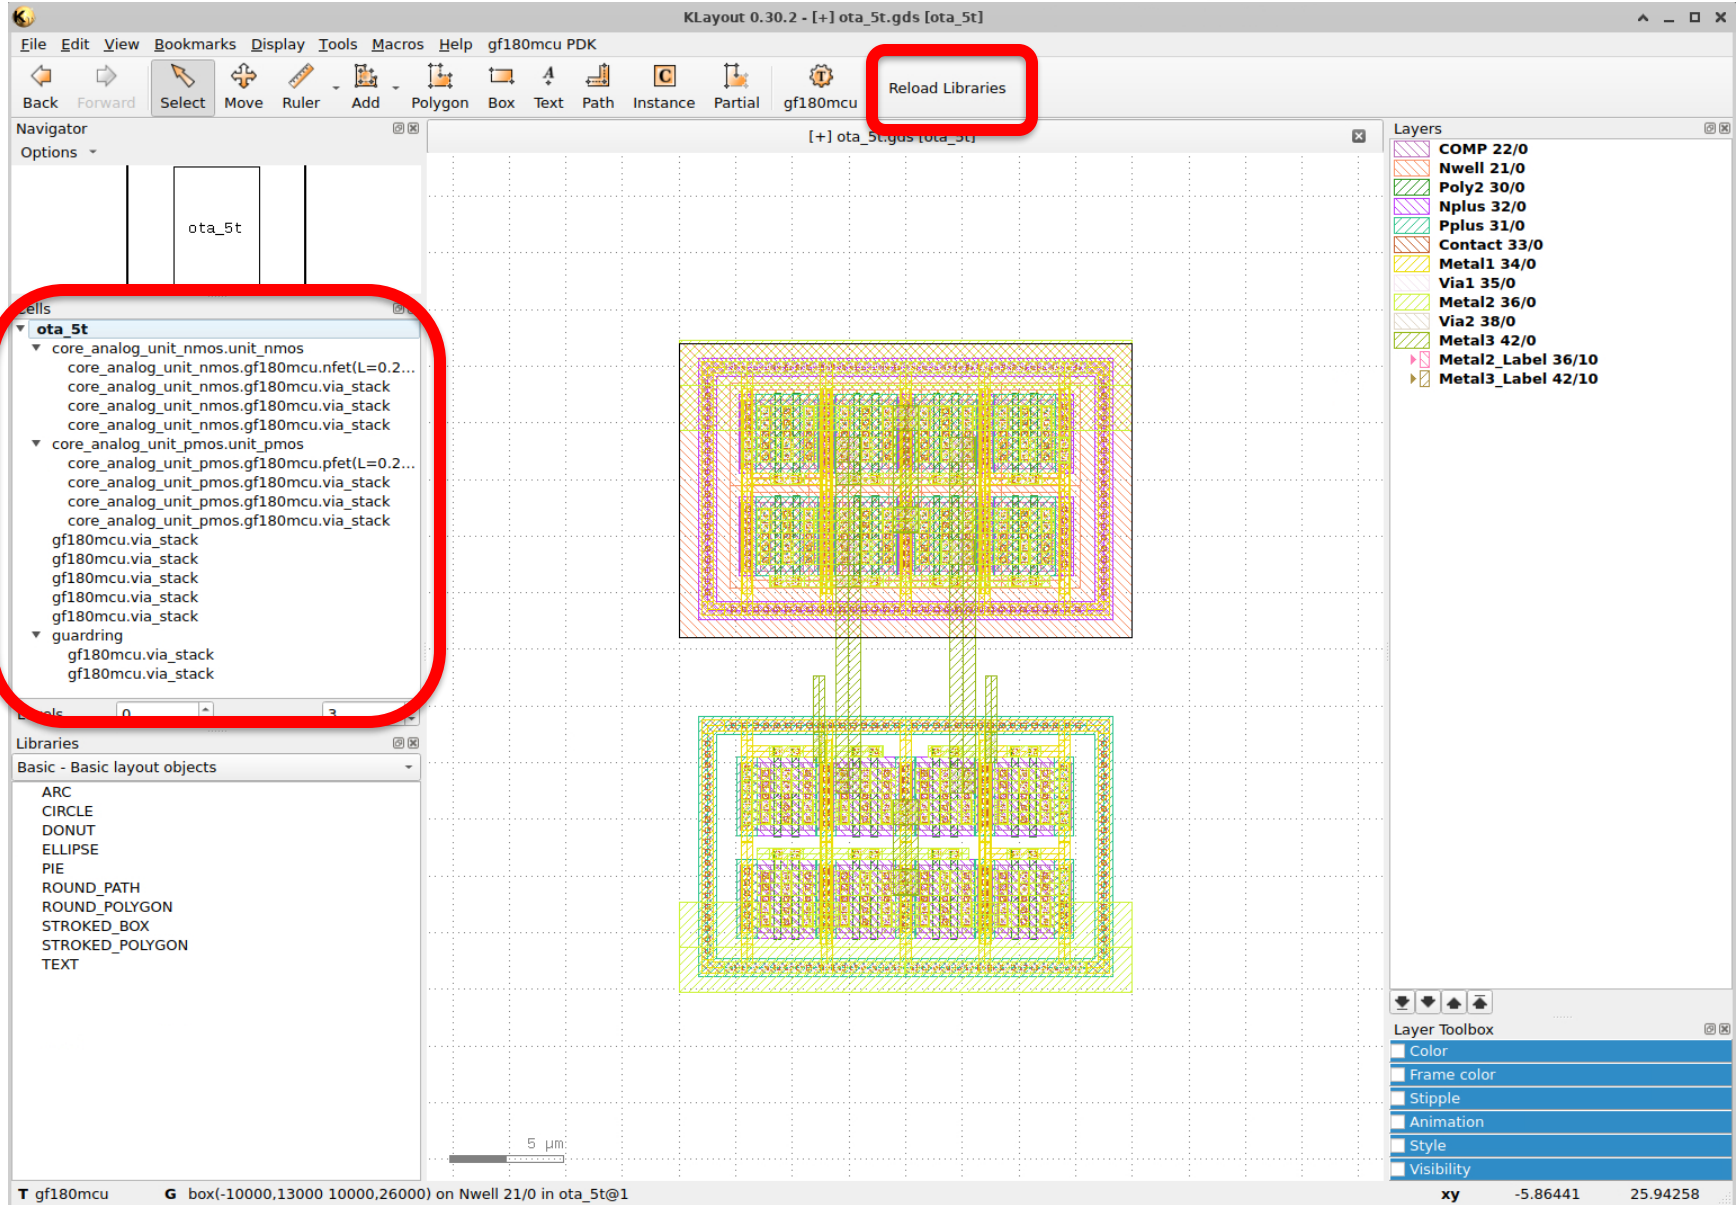 KLayout 0.30.2 - [+] ota_5t.gds [ota_5t]
File Edit View Bookmarks Display Tools Macros Help gf180mcu PDK
Back Forward Select Move Ruler Add Polygon Box Text Path Instance Partial gf180mcu Reload Libraries
Navigator
Options
ota_5t
Cells
ota_5t
core_analog_unit_nmos.unit_nmos
core_analog_unit_nmos.gf180mcu.nfet(L=0.2...
core_analog_unit_nmos.gf180mcu.via_stack
core_analog_unit_nmos.gf180mcu.via_stack
core_analog_unit_nmos.gf180mcu.via_stack
core_analog_unit_pmos.unit_pmos
core_analog_unit_pmos.gf180mcu.pfet(L=0.2...
core_analog_unit_pmos.gf180mcu.via_stack
core_analog_unit_pmos.gf180mcu.via_stack
core_analog_unit_pmos.gf180mcu.via_stack
gf180mcu.via_stack
gf180mcu.via_stack
gf180mcu.via_stack
gf180mcu.via_stack
gf180mcu.via_stack
guardring
gf180mcu.via_stack
gf180mcu.via_stack
Levels 0 3
Libraries
Basic - Basic layout objects
ARC
CIRCLE
DONUT
ELLIPSE
PIE
ROUND_PATH
ROUND_POLYGON
STROKED_BOX
STROKED_POLYGON
TEXT
[+] ota_5t.gds [ota_5t]
5 µm
Layers
COMP 22/0
Nwell 21/0
Poly2 30/0
Nplus 32/0
Pplus 31/0
Contact 33/0
Metal1 34/0
Via1 35/0
Metal2 36/0
Via2 38/0
Metal3 42/0
Metal2_Label 36/10
Metal3_Label 42/10
Layer Toolbox
Color
Frame color
Stipple
Animation
Style
Visibility
T gf180mcu G box(-10000,13000 10000,26000) on Nwell 21/0 in ota_5t@1 xy -5.86441 25.94258